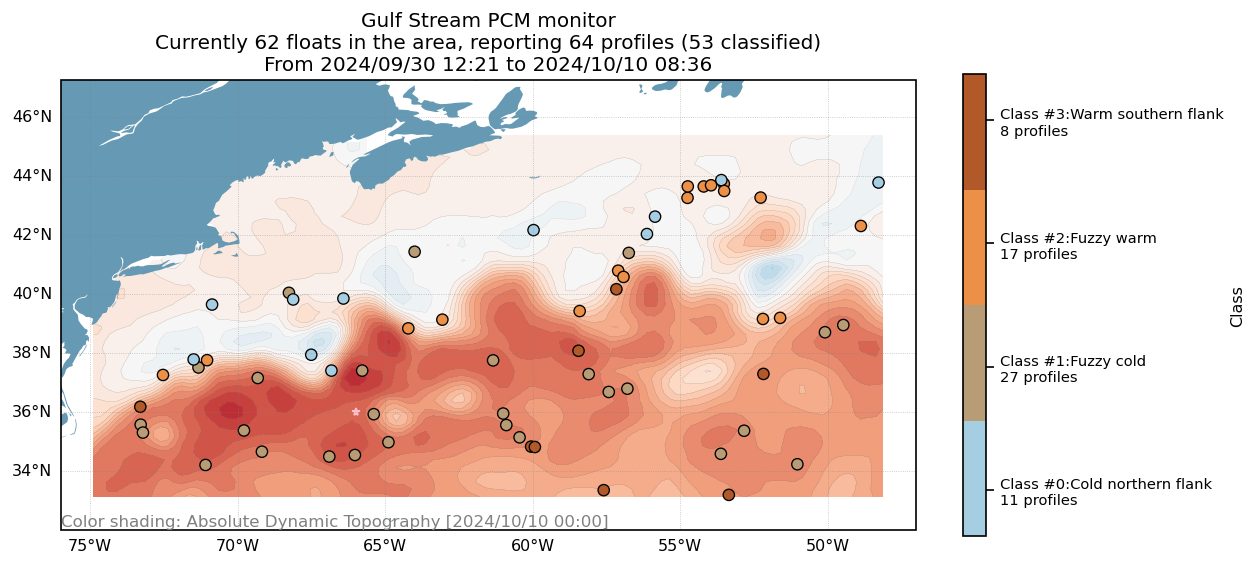 Gulf Stream PCM monitor
Currently 62 floats in the area, reporting 64 profiles (53 classified)
From 2024/09/30 12:21 to 2024/10/10 08:36
46°N
44°N
42°N
40°N
38°N
36°N
34°N
Color shading: Absolute Dynamic Topography [2024/10/10 00:00]
75°W
70°W
65°W
60°W
55°W
50°W
Class #3:Warm southern flank
8 profiles
Class #2:Fuzzy warm
17 profiles
Class #1:Fuzzy cold
27 profiles
Class #0:Cold northern flank
11 profiles
Class